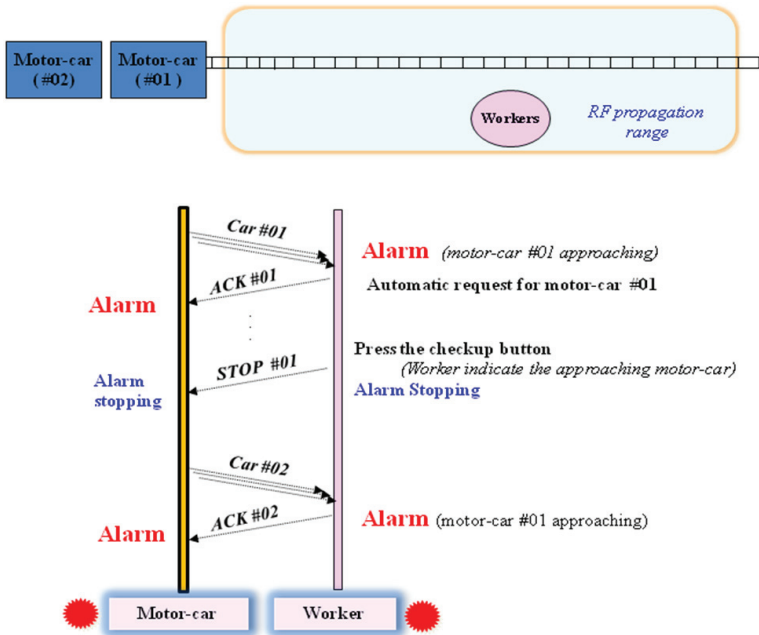 Motor-car
(#02)
Motor-car
(#01)
Workers
RF propagation
range
Car #01
Alarm (motor-car #01 approaching)
ACK #01
Automatic request for motor-car #01
Alarm
Press the checkup button
STOP #01
(Worker indicate the approaching motor-car)
Alarm
stopping
Alarm Stopping
Car #02
ACK #02
Alarm (motor-car #01 approaching)
Alarm
Motor-car
Worker